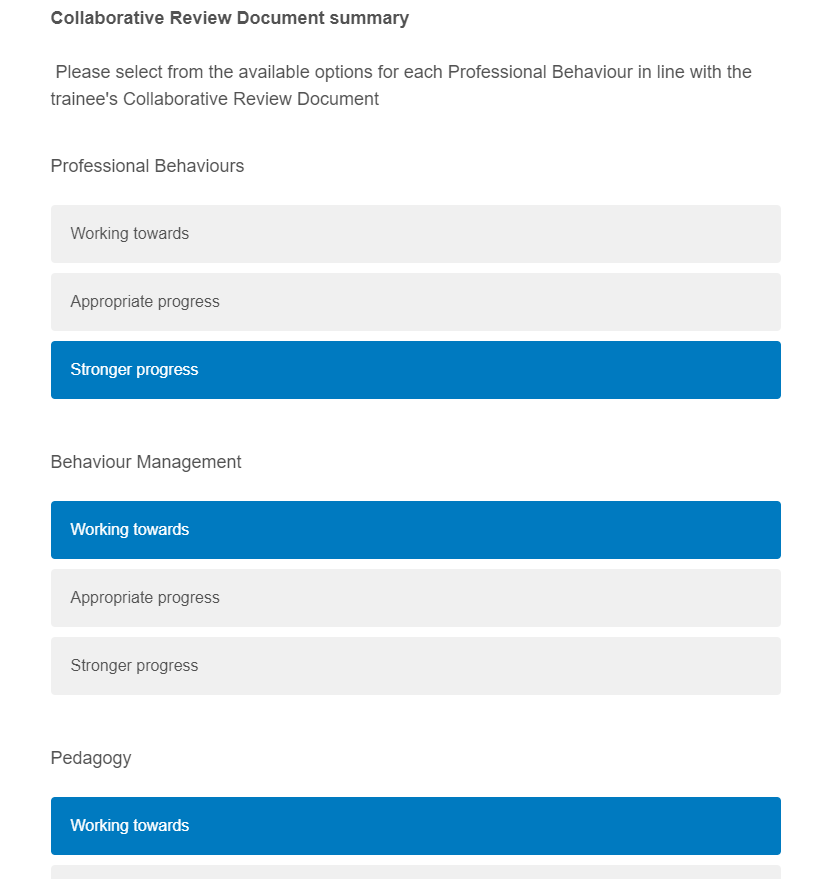 Collaborative Review Document summary
Please select from the available options for each Professional Behaviour in line with the
trainee's Collaborative Review Document
Professional Behaviours
Working towards
Appropriate progress
Stronger progress
Behaviour Management
Working towards
Appropriate progress
Stronger progress
Pedagogy
Working towards